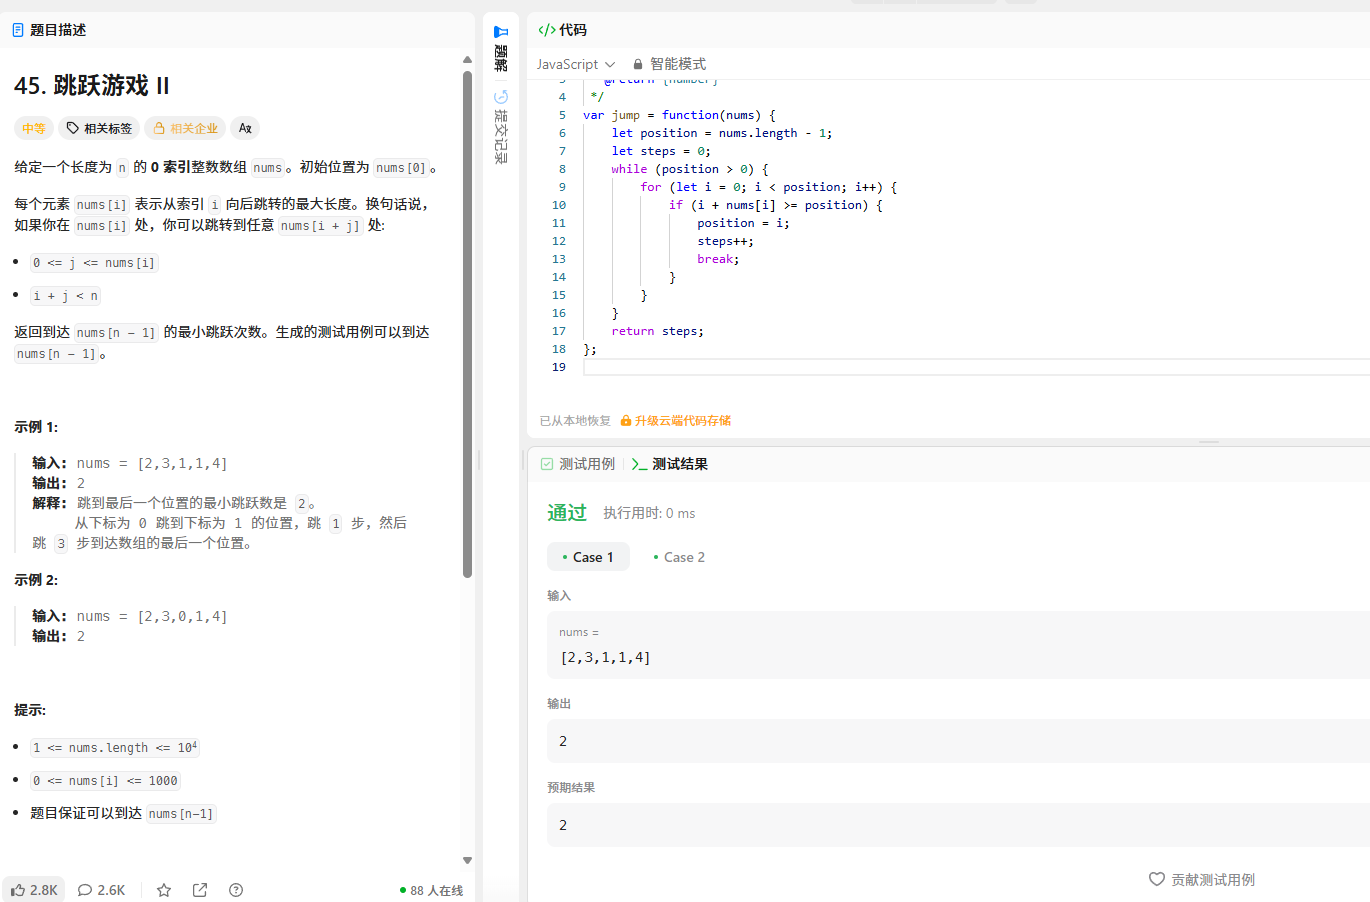 题目描述
45. 跳跃游戏 II
中等 相关标签 相关企业 Aあ
给定一个长度为 n 的 0 索引整数数组 nums 。初始位置为 nums[0] 。
每个元素 nums[i] 表示从索引 i 向后跳转的最大长度。换句话说，
如果你在 nums[i] 处，你可以跳转到任意 nums[i + j] 处:
0 <= j <= nums[i]
i + j < n
返回到达 nums[n - 1] 的最小跳跃次数。生成的测试用例可以到达
nums[n - 1] 。
示例 1:
输入: nums = [2,3,1,1,4]
输出: 2
解释: 跳到最后一个位置的最小跳跃数是 2 。
从下标为 0 跳到下标为 1 的位置，跳 1 步，然后
跳 3 步到达数组的最后一个位置。
示例 2:
输入: nums = [2,3,0,1,4]
输出: 2
提示:
1 <= nums.length <= 10⁴
0 <= nums[i] <= 1000
题目保证可以到达 nums[n-1]
2.8K 2.6K 88 人在线
题解
提交记录
</> 代码
JavaScript 智能模式
3 @return {number}
4 */
5 var jump = function(nums) {
6 let position = nums.length - 1;
7 let steps = 0;
8 while (position > 0) {
9 for (let i = 0; i < position; i++) {
10 if (i + nums[i] >= position) {
11 position = i;
12 steps++;
13 break;
14 }
15 }
16 }
17 return steps;
18 };
19
已从本地恢复 升级云端代码存储
测试用例 >_ 测试结果
通过 执行用时: 0 ms
Case 1 Case 2
输入
nums =
[2,3,1,1,4]
输出
2
预期结果
2
贡献测试用例